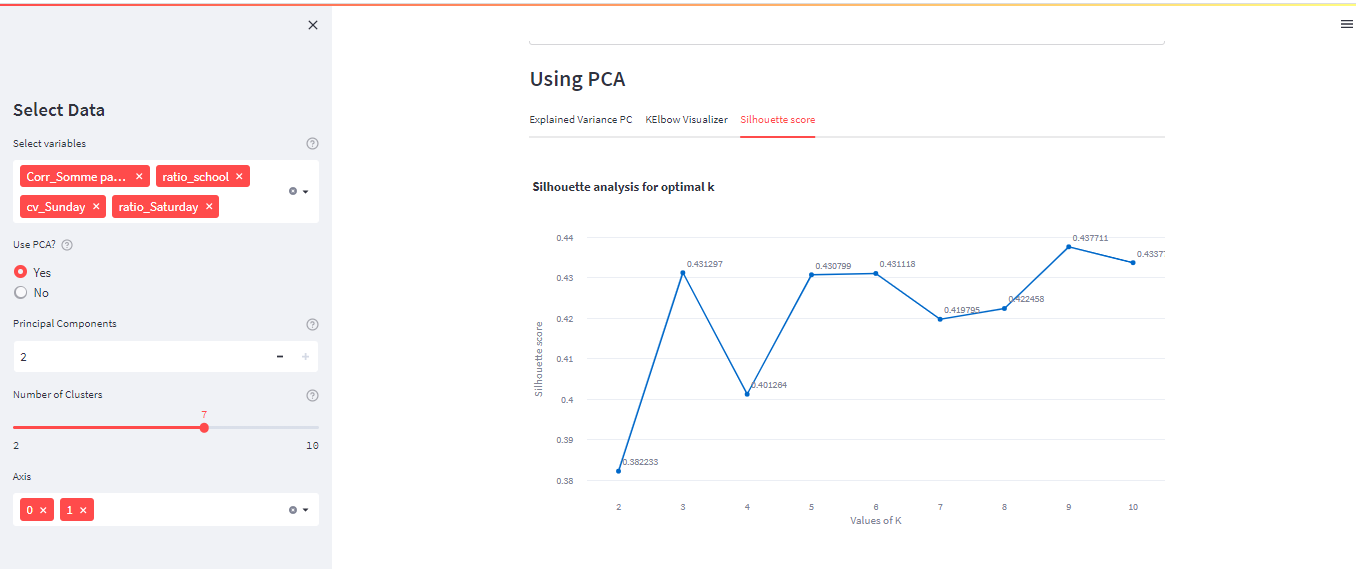 Select Data
Select variables
Corr_Somme pa... ×
ratio_school ×
cv_Sunday ×
ratio_Saturday ×
Use PCA?
Yes
No
Principal Components
2
Number of Clusters
7
2 10
Axis
0 × 1 ×
Using PCA
Explained Variance PC KElbow Visualizer Silhouette score
Silhouette analysis for optimal k
Silhouette score
0.44
0.43
0.42
0.41
0.4
0.39
0.38
0.382233
0.431297
0.401264
0.430799
0.431118
0.419795
0.422458
0.437711
0.4337
2 3 4 5 6 7 8 9 10
Values of K